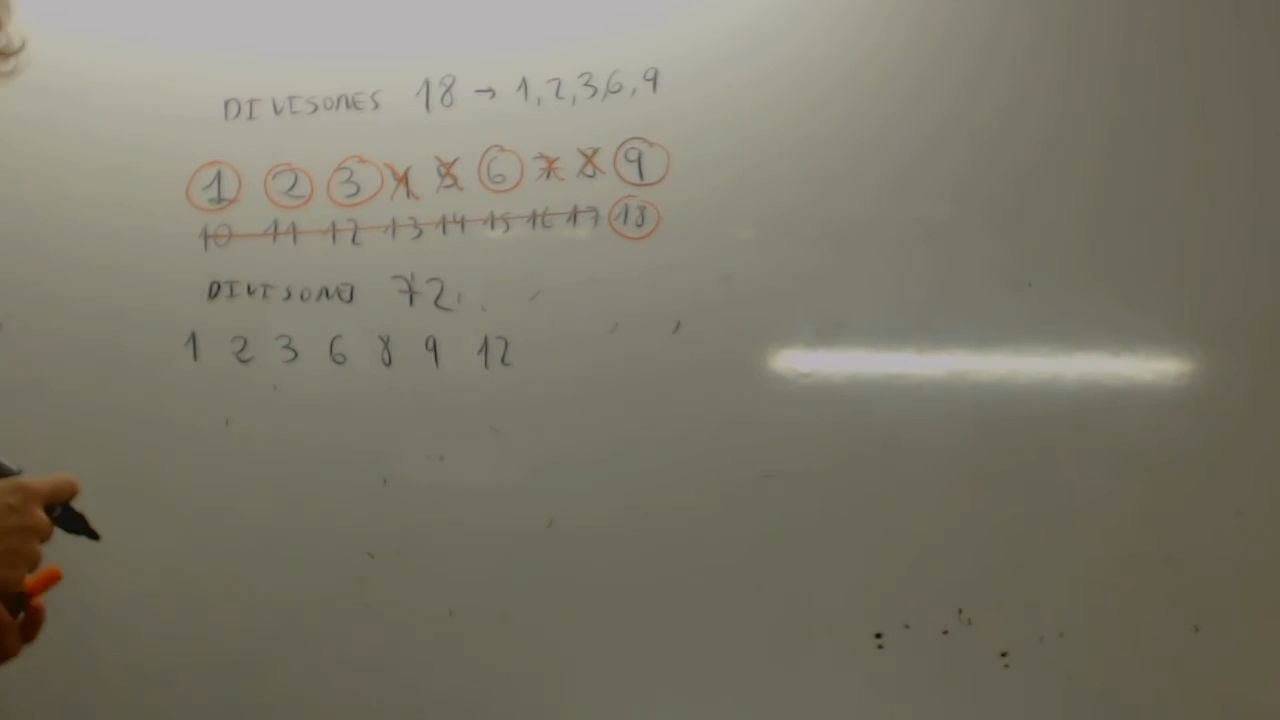 DIVISORES 18 → 1, 2, 3, 6, 9
1 2 3 4 5 6 7 8 9
10 11 12 13 14 15 16 17 18
DIVISORES 72
1 2 3 6 8 9 12